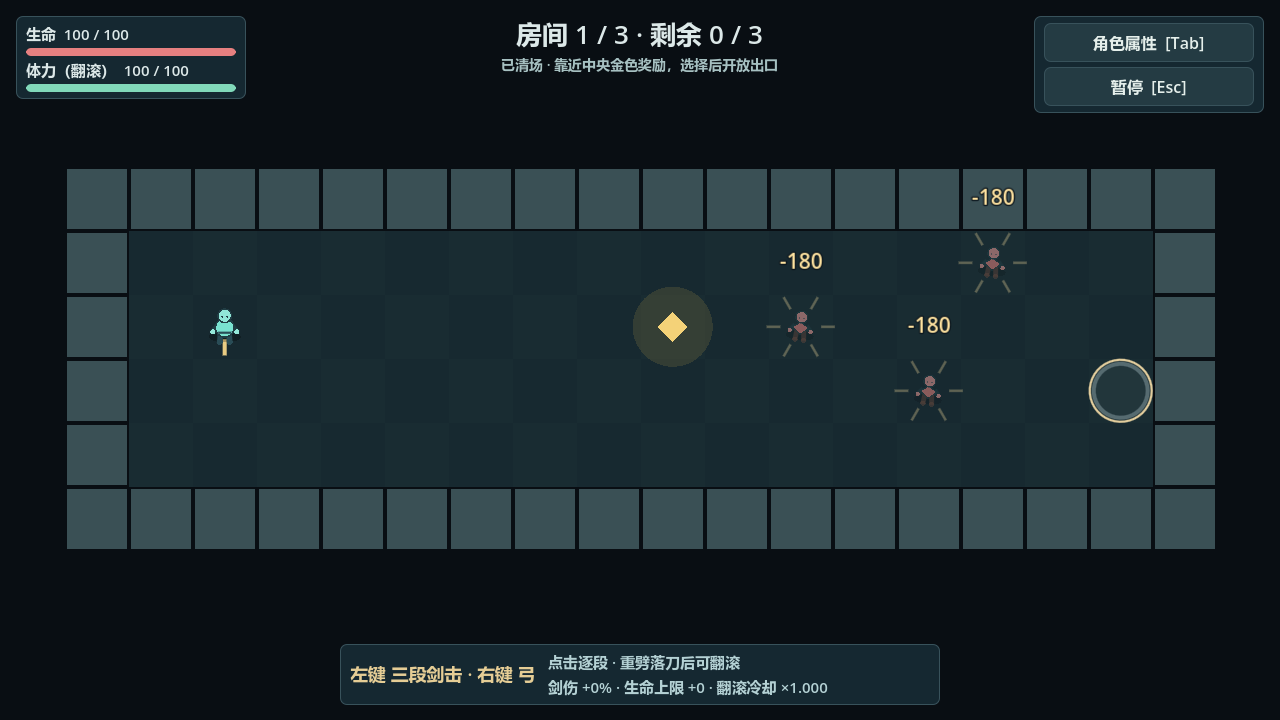 生命 100 / 100
体力（翻滚） 100 / 100
房间 1 / 3 · 剩余 0 / 3
已清场 · 靠近中央金色奖励，选择后开放出口
角色属性 [Tab]
暂停 [Esc]
-180
-180
-180
左键 三段剑击 · 右键 弓
点击逐段 · 重劈落刀后可翻滚
剑伤 +0% · 生命上限 +0 · 翻滚冷却 ×1.000